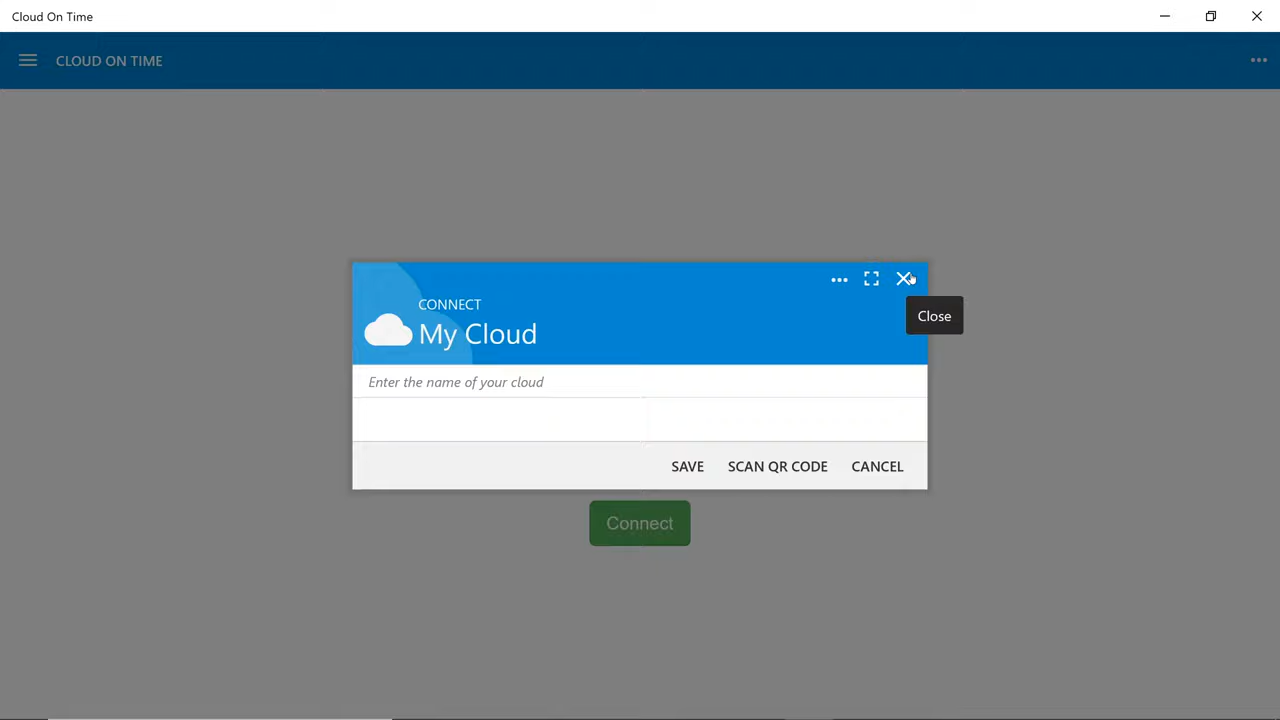 Cloud On Time
CLOUD ON TIME
CONNECT
My Cloud
Close
Enter the name of your cloud
SAVE SCAN QR CODE CANCEL
Connect